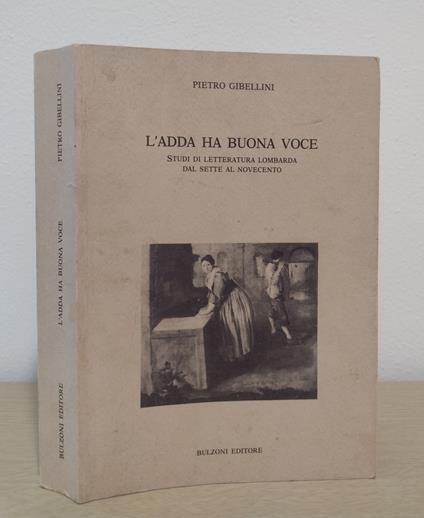 PIETRO GIBELLINI
L'ADDA HA BUONA VOCE
STUDI DI LETTERATURA LOMBARDA
DAL SETTE AL NOVECENTO
BULZONI EDITORE
PIETRO GIBELLINI
L'ADDA HA BUONA VOCE
BULZONI EDITORE